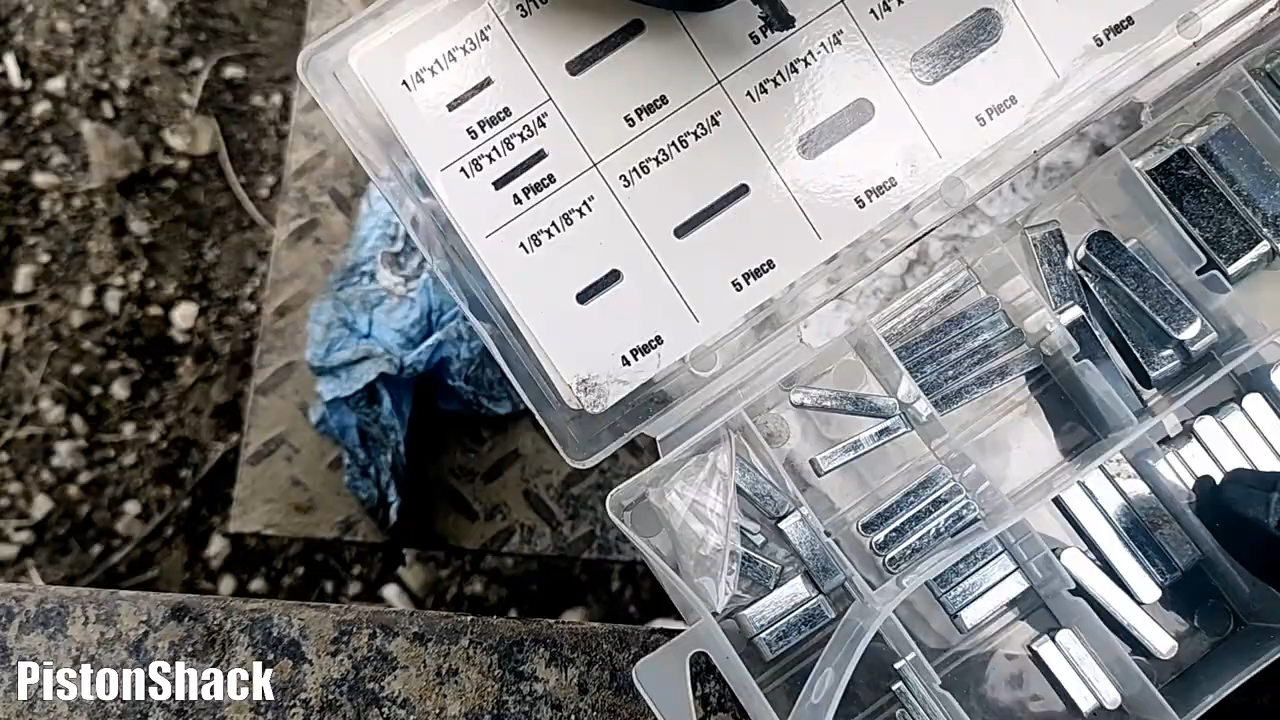 1/4"x1/4"x3/4"
5 Piece
1/8"x1/8"x3/4"
4 Piece
1/8"x1/8"x1"
4 Piece
5 Piece
3/16"x3/16"x3/4"
5 Piece
1/4"x1/4"x1-1/4"
5 Piece
5 Piece
5 Piece
PistonShack